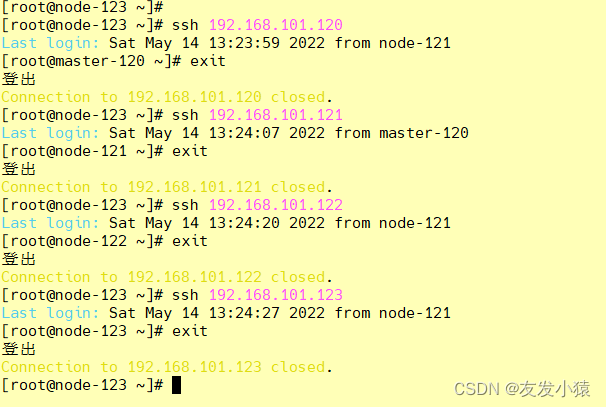 [root@node-123 ~]#
[root@node-123 ~]# ssh 192.168.101.120
Last login: Sat May 14 13:23:59 2022 from node-121
[root@master-120 ~]# exit
登出
Connection to 192.168.101.120 closed.
[root@node-123 ~]# ssh 192.168.101.121
Last login: Sat May 14 13:24:07 2022 from master-120
[root@node-121 ~]# exit
登出
Connection to 192.168.101.121 closed.
[root@node-123 ~]# ssh 192.168.101.122
Last login: Sat May 14 13:24:20 2022 from node-121
[root@node-122 ~]# exit
登出
Connection to 192.168.101.122 closed.
[root@node-123 ~]# ssh 192.168.101.123
Last login: Sat May 14 13:24:27 2022 from node-121
[root@node-123 ~]# exit
登出
Connection to 192.168.101.123 closed.
[root@node-123 ~]#
CSDN @友发小猿